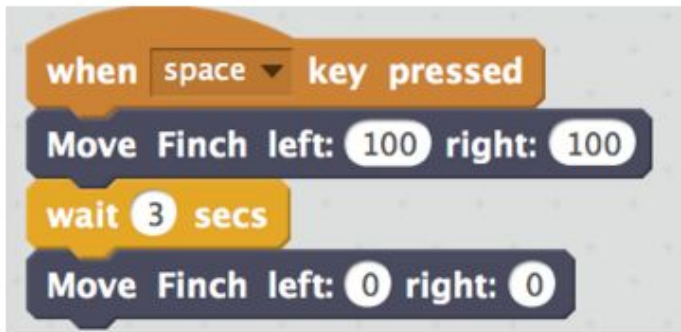 when space key pressed
Move Finch left: 100 right: 100
wait 3 secs
Move Finch left: 0 right: 0